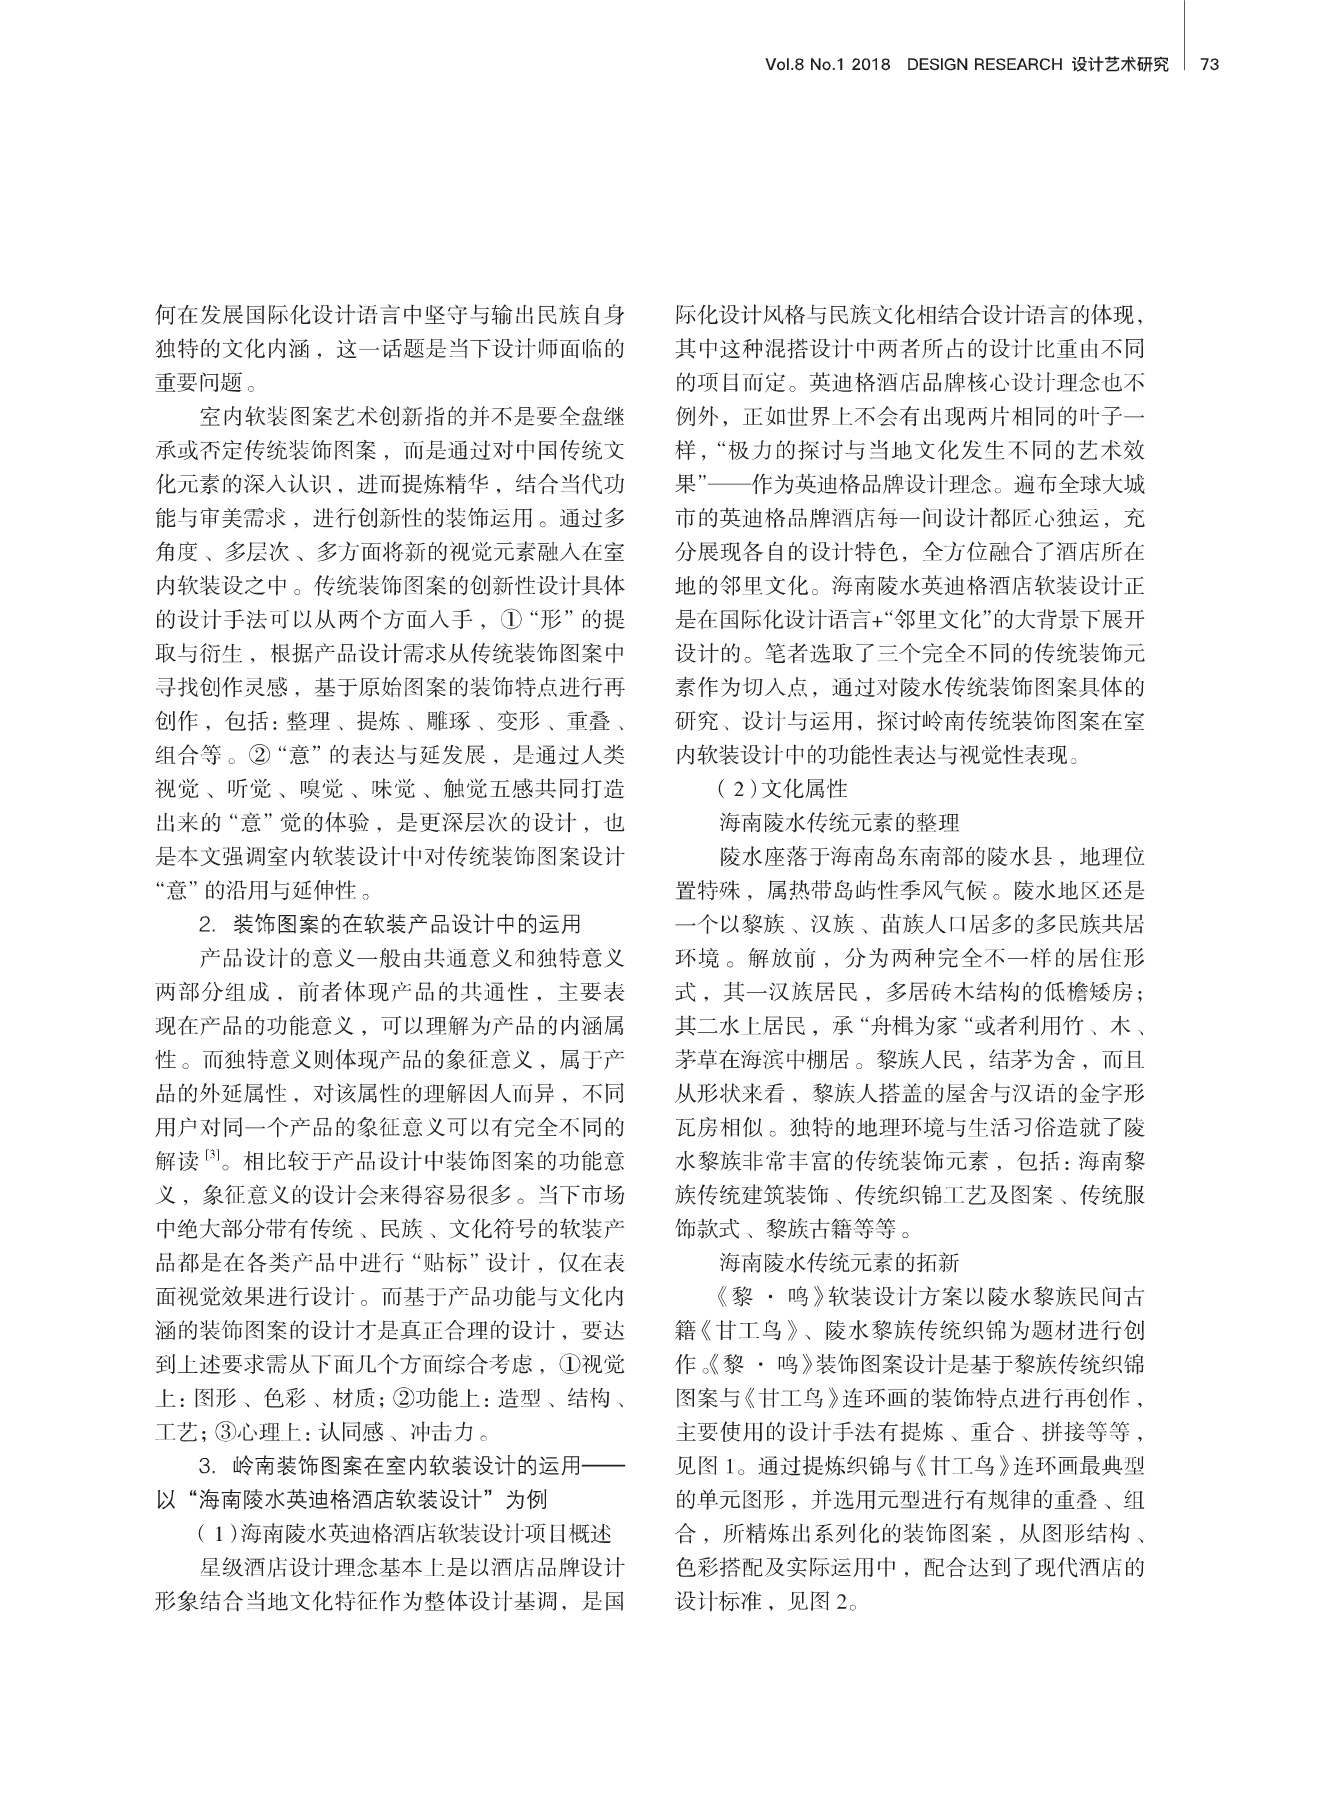 Vol.8 No.1 2018 DESIGN RESEARCH 设计艺术研究 73
何在发展国际化设计语言中坚守与输出民族自身
独特的文化内涵，这一话题是当下设计师面临的
重要问题。
室内软装图案艺术创新指的并不是要全盘继
承或否定传统装饰图案，而是通过对中国传统文
化元素的深入认识，进而提炼精华，结合当代功
能与审美需求，进行创新性的装饰运用。通过多
角度、多层次、多方面将新的视觉元素融入在室
内软装设之中。传统装饰图案的创新性设计具体
的设计手法可以从两个方面入手，①“形”的提
取与衍生，根据产品设计需求从传统装饰图案中
寻找创作灵感，基于原始图案的装饰特点进行再
创作，包括：整理、提炼、雕琢、变形、重叠、
组合等。②“意”的表达与延发展，是通过人类
视觉、听觉、嗅觉、味觉、触觉五感共同打造
出来的“意”觉的体验，是更深层次的设计，也
是本文强调室内软装设计中对传统装饰图案设计
“意”的沿用与延伸性。
2. 装饰图案的在软装产品设计中的运用
产品设计的意义一般由共通意义和独特意义
两部分组成，前者体现产品的共通性，主要表
现在产品的功能意义，可以理解为产品的内涵属
性。而独特意义则体现产品的象征意义，属于产
品的外延属性，对该属性的理解因人而异，不同
用户对同一个产品的象征意义可以有完全不同的
解读[3]。相比较于产品设计中装饰图案的功能意
义，象征意义的设计会来得容易很多。当下市场
中绝大部分带有传统、民族、文化符号的软装产
品都是在各类产品中进行“贴标”设计，仅在表
面视觉效果进行设计。而基于产品功能与文化内
涵的装饰图案的设计才是真正合理的设计，要达
到上述要求需从下面几个方面综合考虑，①视觉
上：图形、色彩、材质；②功能上：造型、结构、
工艺；③心理上：认同感、冲击力。
3. 岭南装饰图案在室内软装设计的运用——
以“海南陵水英迪格酒店软装设计”为例
（1）海南陵水英迪格酒店软装设计项目概述
星级酒店设计理念基本上是以酒店品牌设计
形象结合当地文化特征作为整体设计基调，是国
际化设计风格与民族文化相结合设计语言的体现，
其中这种混搭设计中两者所占的设计比重由不同
的项目而定。英迪格酒店品牌核心设计理念也不
例外，正如世界上不会有出现两片相同的叶子一
样，“极力的探讨与当地文化发生不同的艺术效
果”——作为英迪格品牌设计理念。遍布全球大城
市的英迪格品牌酒店每一间设计都匠心独运，充
分展现各自的设计特色，全方位融合了酒店所在
地的邻里文化。海南陵水英迪格酒店软装设计正
是在国际化设计语言+“邻里文化”的大背景下展开
设计的。笔者选取了三个完全不同的传统装饰元
素作为切入点，通过对陵水传统装饰图案具体的
研究、设计与运用，探讨岭南传统装饰图案在室
内软装设计中的功能性表达与视觉性表现。
（2）文化属性
海南陵水传统元素的整理
陵水座落于海南岛东南部的陵水县，地理位
置特殊，属热带岛屿性季风气候。陵水地区还是
一个以黎族、汉族、苗族人口居多的多民族共居
环境。解放前，分为两种完全不一样的居住形
式，其一汉族居民，多居砖木结构的低檐矮房；
其二水上居民，承“舟楫为家“或者利用竹、木、
茅草在海滨中棚居。黎族人民，结茅为舍，而且
从形状来看，黎族人搭盖的屋舍与汉语的金字形
瓦房相似。独特的地理环境与生活习俗造就了陵
水黎族非常丰富的传统装饰元素，包括：海南黎
族传统建筑装饰、传统织锦工艺及图案、传统服
饰款式、黎族古籍等等。
海南陵水传统元素的拓新
《黎·鸣》软装设计方案以陵水黎族民间古
籍《甘工鸟》、陵水黎族传统织锦为题材进行创
作。《黎·鸣》装饰图案设计是基于黎族传统织锦
图案与《甘工鸟》连环画的装饰特点进行再创作，
主要使用的设计手法有提炼、重合、拼接等等，
见图 1。通过提炼织锦与《甘工鸟》连环画最典型
的单元图形，并选用元型进行有规律的重叠、组
合，所精炼出系列化的装饰图案，从图形结构、
色彩搭配及实际运用中，配合达到了现代酒店的
设计标准，见图 2。